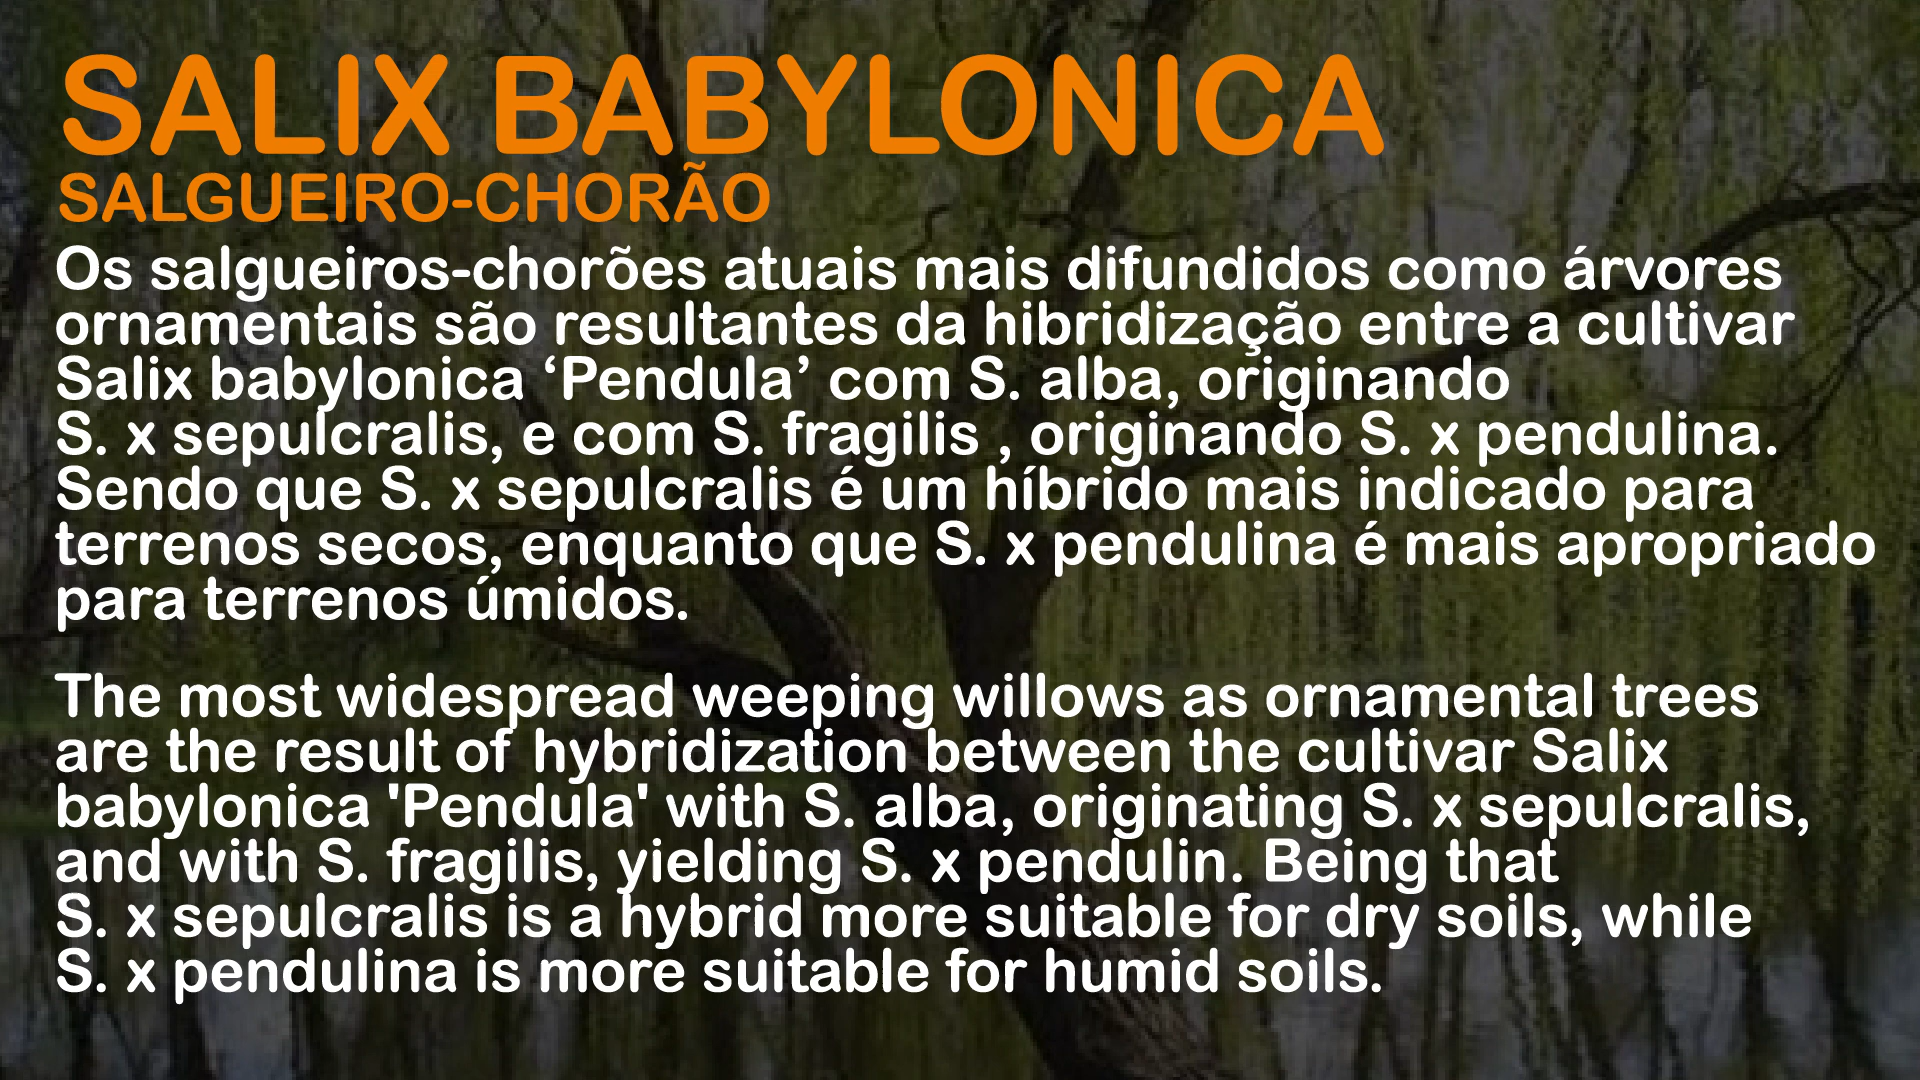 SALIX BABYLONICA
SALGUEIRO-CHORÃO
Os salgueiros-chorões atuais mais difundidos como árvores
ornamentais são resultantes da hibridização entre a cultivar
Salix babylonica ‘Pendula’ com S. alba, originando
S. x sepulcralis, e com S. fragilis , originando S. x pendulina.
Sendo que S. x sepulcralis é um híbrido mais indicado para
terrenos secos, enquanto que S. x pendulina é mais apropriado
para terrenos úmidos.
The most widespread weeping willows as ornamental trees
are the result of hybridization between the cultivar Salix
babylonica 'Pendula' with S. alba, originating S. x sepulcralis,
and with S. fragilis, yielding S. x pendulin. Being that
S. x sepulcralis is a hybrid more suitable for dry soils, while
S. x pendulina is more suitable for humid soils.